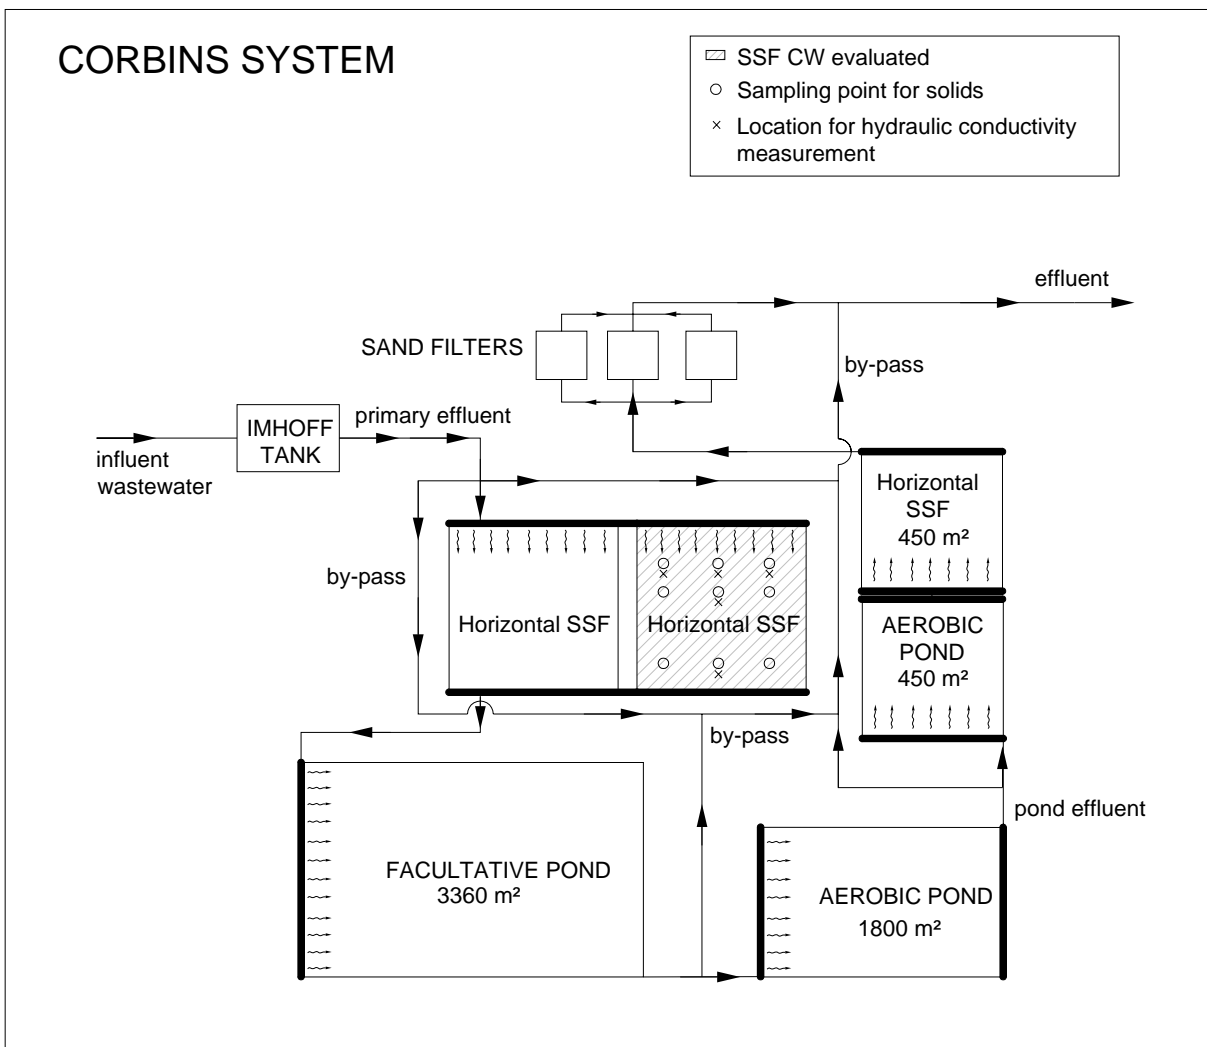 CORBINS SYSTEM
SSF CW evaluated
Sampling point for solids
Location for hydraulic conductivity
measurement
effluent
SAND FILTERS
by-pass
primary effluent
IMHOFF
TANK
influent
wastewater
Horizontal
SSF
450 m²
by-pass
Horizontal SSF
Horizontal SSF
AEROBIC
POND
450 m²
by-pass
pond effluent
FACULTATIVE POND
3360 m²
AEROBIC POND
1800 m²